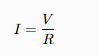 I = V/R